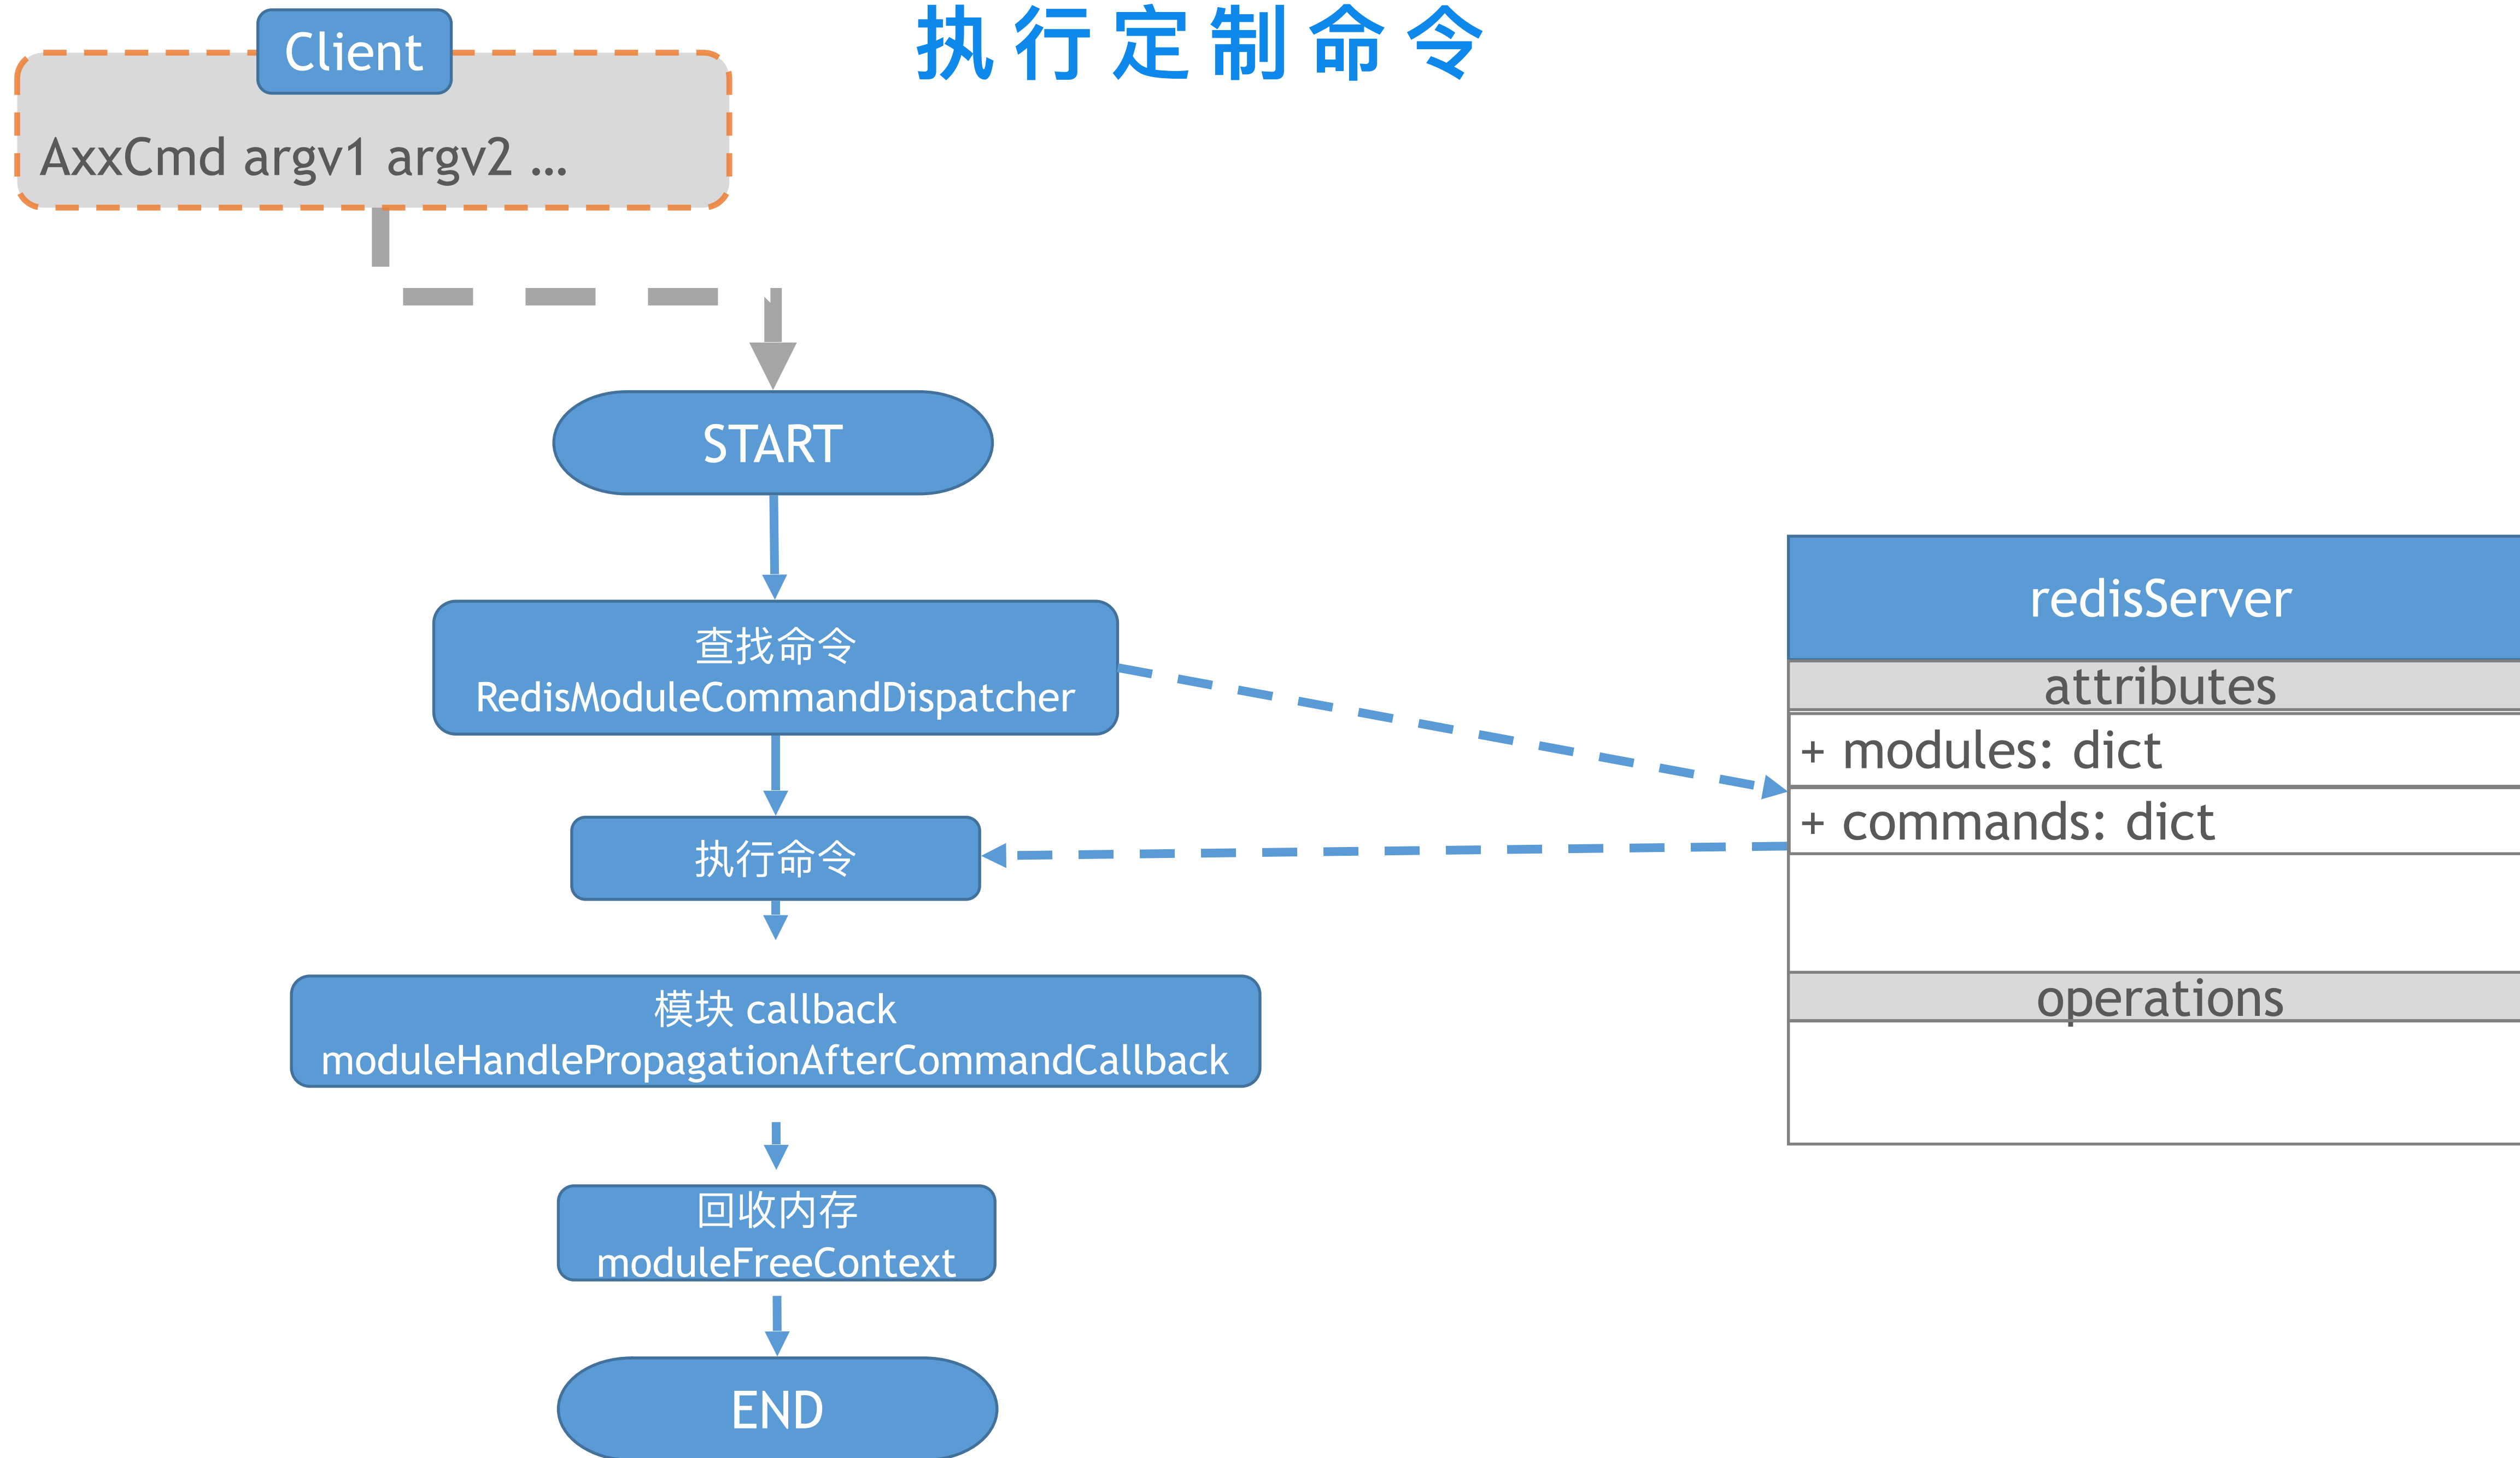 执行定制命令
Client
AxxCmd argv1 argv2 ...
START
查找命令
RedisModuleCommandDispatcher
执行命令
模块 callback
moduleHandlePropagationAfterCommandCallback
回收内存
moduleFreeContext
END
redisServer
attributes
+ modules: dict
+ commands: dict
operations